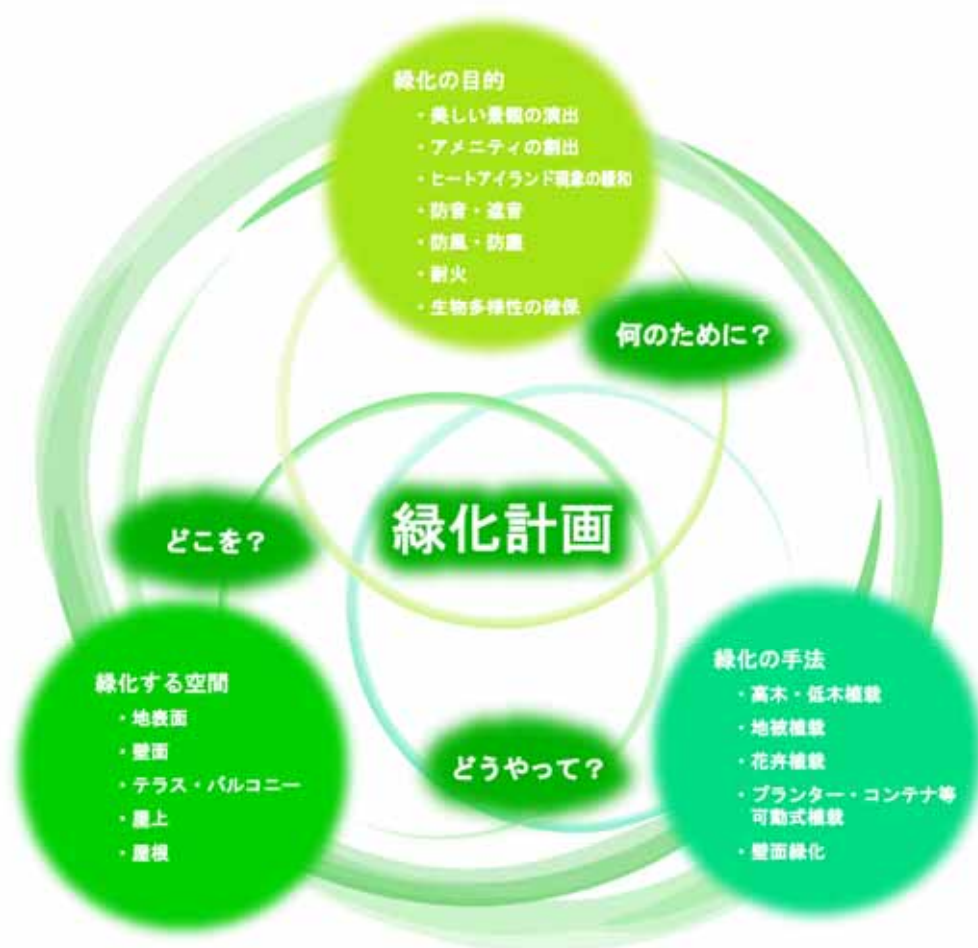 緑化の目的
・美しい景観の演出
・アメニティの創出
・ヒートアイランド現象の緩和
・防音・遮音
・防風・防塵
・耐火
・生物多様性の確保
何のために？
緑化計画
どこを？
緑化する空間
・地表面
・壁面
・テラス・バルコニー
・屋上
・屋根
どうやって？
緑化の手法
・高木・低木植栽
・地被植栽
・花卉植栽
・プランター・コンテナ等
可動式植栽
・壁面緑化